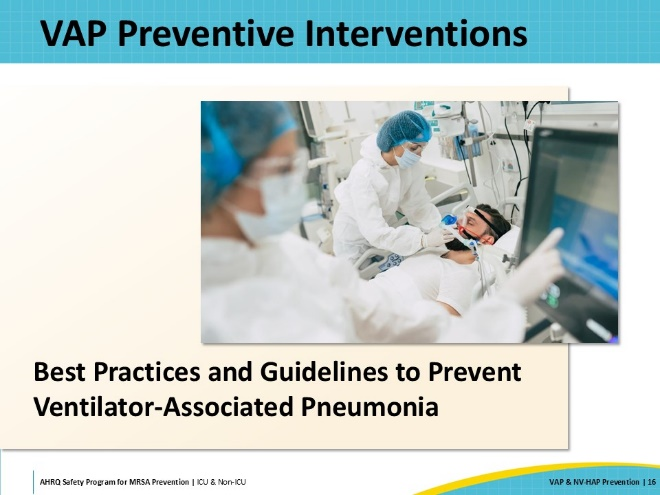 VAP Preventive Interventions
Best Practices and Guidelines to Prevent
Ventilator-Associated Pneumonia
AHRQ Safety Program for MRSA Prevention | ICU & Non-ICU
VAP & NV-HAP Prevention | 16